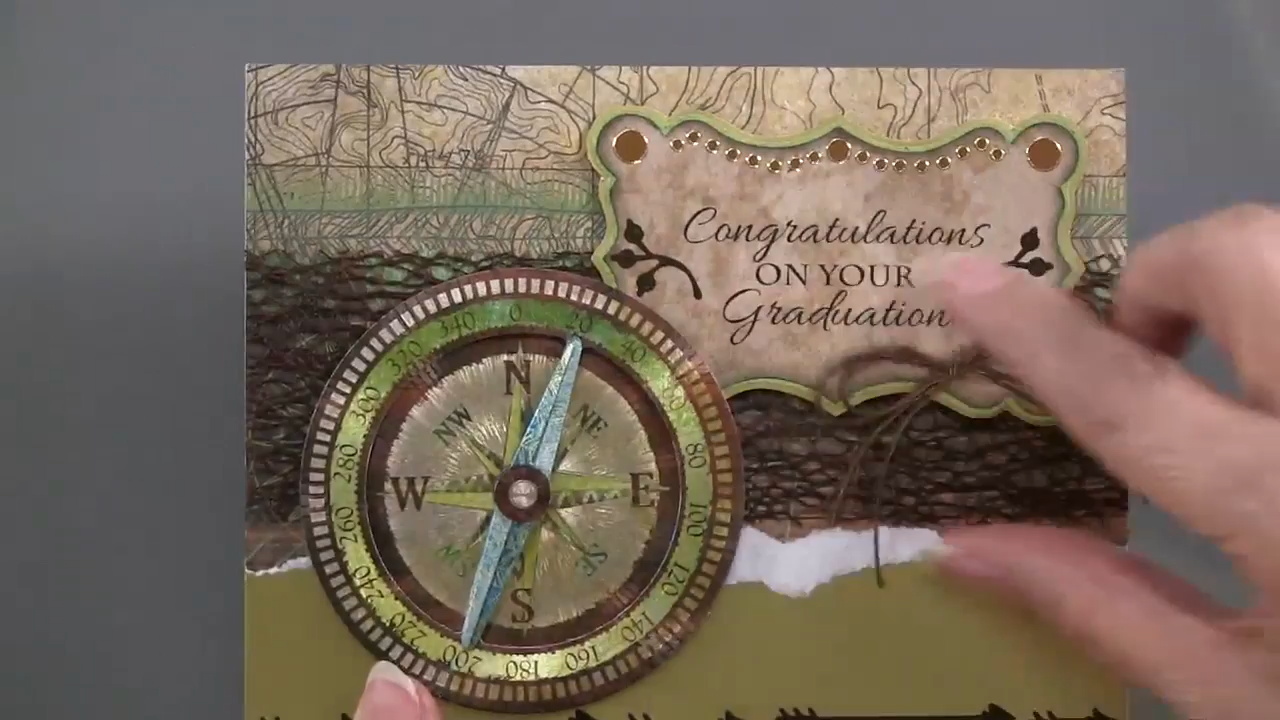 Congratulations
ON YOUR
Graduation
340 0 20
320 40
300 N 60
NW NE
280 80
W E
260 100
SE
240 120
S
220 140
200 180 160